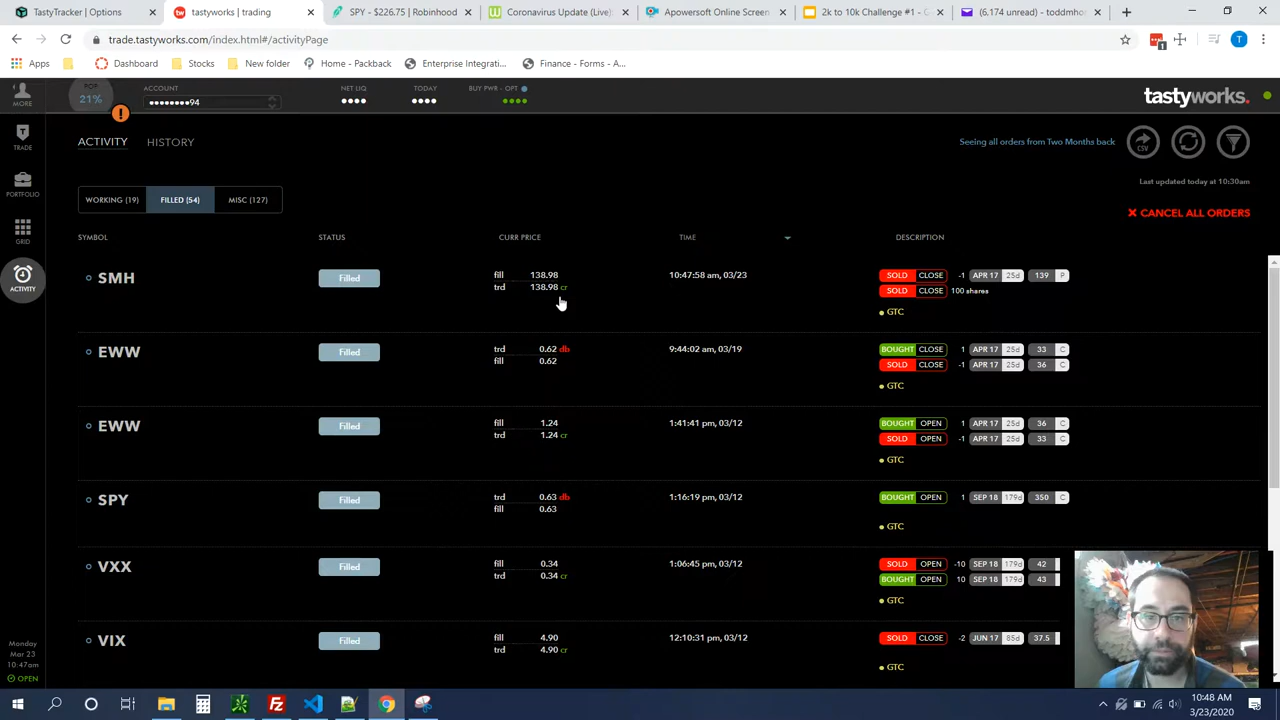 TastyTracker | Options
tw | trading
SPY - $226.75 | Robinhood
Coronavirus Update (Live)
Apowersoft Online Screen
2k to 10k Challenge #1 - G
(6,174 unread) - toddmho
trade.tastyworks.com/index.html#/activityPage
1
T
Apps
Dashboard
Stocks
New folder
Home - Packback
Enterprise Integrati...
Finance - Forms - A...
MORE
POP
21%
ACCOUNT
••••••••94
NET LIQ
TODAY
BUY PWR - OPT
tastyworks.
TRADE
PORTFOLIO
GRID
ACTIVITY
ACTIVITY
HISTORY
Seeing all orders from Two Months back
CSV
Last updated today at 10:30am
WORKING (19)
FILLED (54)
MISC (127)
CANCEL ALL ORDERS
SYMBOL
STATUS
CURR PRICE
TIME
DESCRIPTION
SMH
Filled
fill 138.98
trd 138.98 cr
10:47:58 am, 03/23
SOLD CLOSE -1 APR 17 25d 139 P
SOLD CLOSE 100 shares
GTC
EWW
Filled
trd 0.62 db
fill 0.62
9:44:02 am, 03/19
BOUGHT CLOSE 1 APR 17 25d 33 C
SOLD CLOSE -1 APR 17 25d 36 C
GTC
EWW
Filled
fill 1.24
trd 1.24 cr
1:41:41 pm, 03/12
BOUGHT OPEN 1 APR 17 25d 36 C
SOLD OPEN -1 APR 17 25d 33 C
GTC
SPY
Filled
trd 0.63 db
fill 0.63
1:16:19 pm, 03/12
BOUGHT OPEN 1 SEP 18 179d 350 C
GTC
VXX
Filled
fill 0.34
trd 0.34 cr
1:06:45 pm, 03/12
SOLD OPEN -10 SEP 18 179d 42
BOUGHT OPEN 10 SEP 18 179d 43
GTC
VIX
Filled
fill 4.90
trd 4.90 cr
12:10:31 pm, 03/12
SOLD CLOSE -2 JUN 17 85d 37.5
GTC
Monday
Mar 23
10:47am
OPEN
10:48 AM
3/23/2020